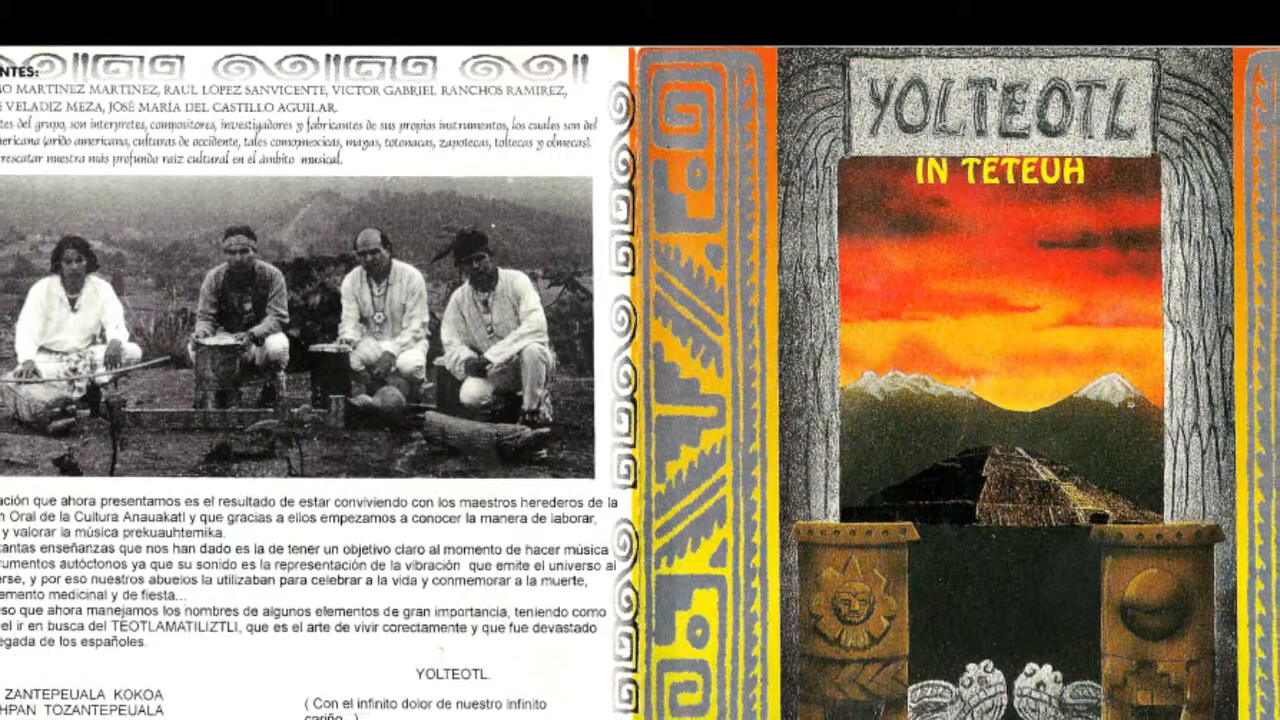 NTES:
O MARTINEZ MARTINEZ, RAUL LOPEZ SANVICENTE, VICTOR GABRIEL RANCHOS RAMIREZ,
VELADIZ MEZA, JOSÉ MARÍA DEL CASTILLO AGUILAR.
tes del grupo, son interpretes, compositores, investigadores y fabricantes de sus propios instrumentos, los cuales son del
ericana (arido americana, culturas de occidente, tales comomexicas, mayas, totonacas, zapotecas, toltecas y olmecas).
rescatar nuestra más profunda raíz cultural en el ámbito musical.
ación que ahora presentamos es el resultado de estar conviviendo con los maestros herederos de la
n Oral de la Cultura Anauakatl y que gracias a ellos empezamos a conocer la manera de laborar,
y valorar la música prekuauhtemika.
tantas enseñanzas que nos han dado es la de tener un objetivo claro al momento de hacer música
rumentos autóctonos ya que su sonido es la representación de la vibración que emite el universo al
erse, y por eso nuestros abuelos la utilizaban para celebrar a la vida y conmemorar a la muerte,
emento medicinal y de fiesta...
eso que ahora manejamos los nombres de algunos elementos de gran importancia, teniendo como
el ir en busca del TEOTLAMATILIZTLI, que es el arte de vivir corectamente y que fue devastado
egada de los españoles.
YOLTEOTL.
ZANTEPEUALA KOKOA
HPAN TOZANTEPEUALA
( Con el infinito dolor de nuestro infinito
cariño...)
YOLTEOTL
IN TETEUH